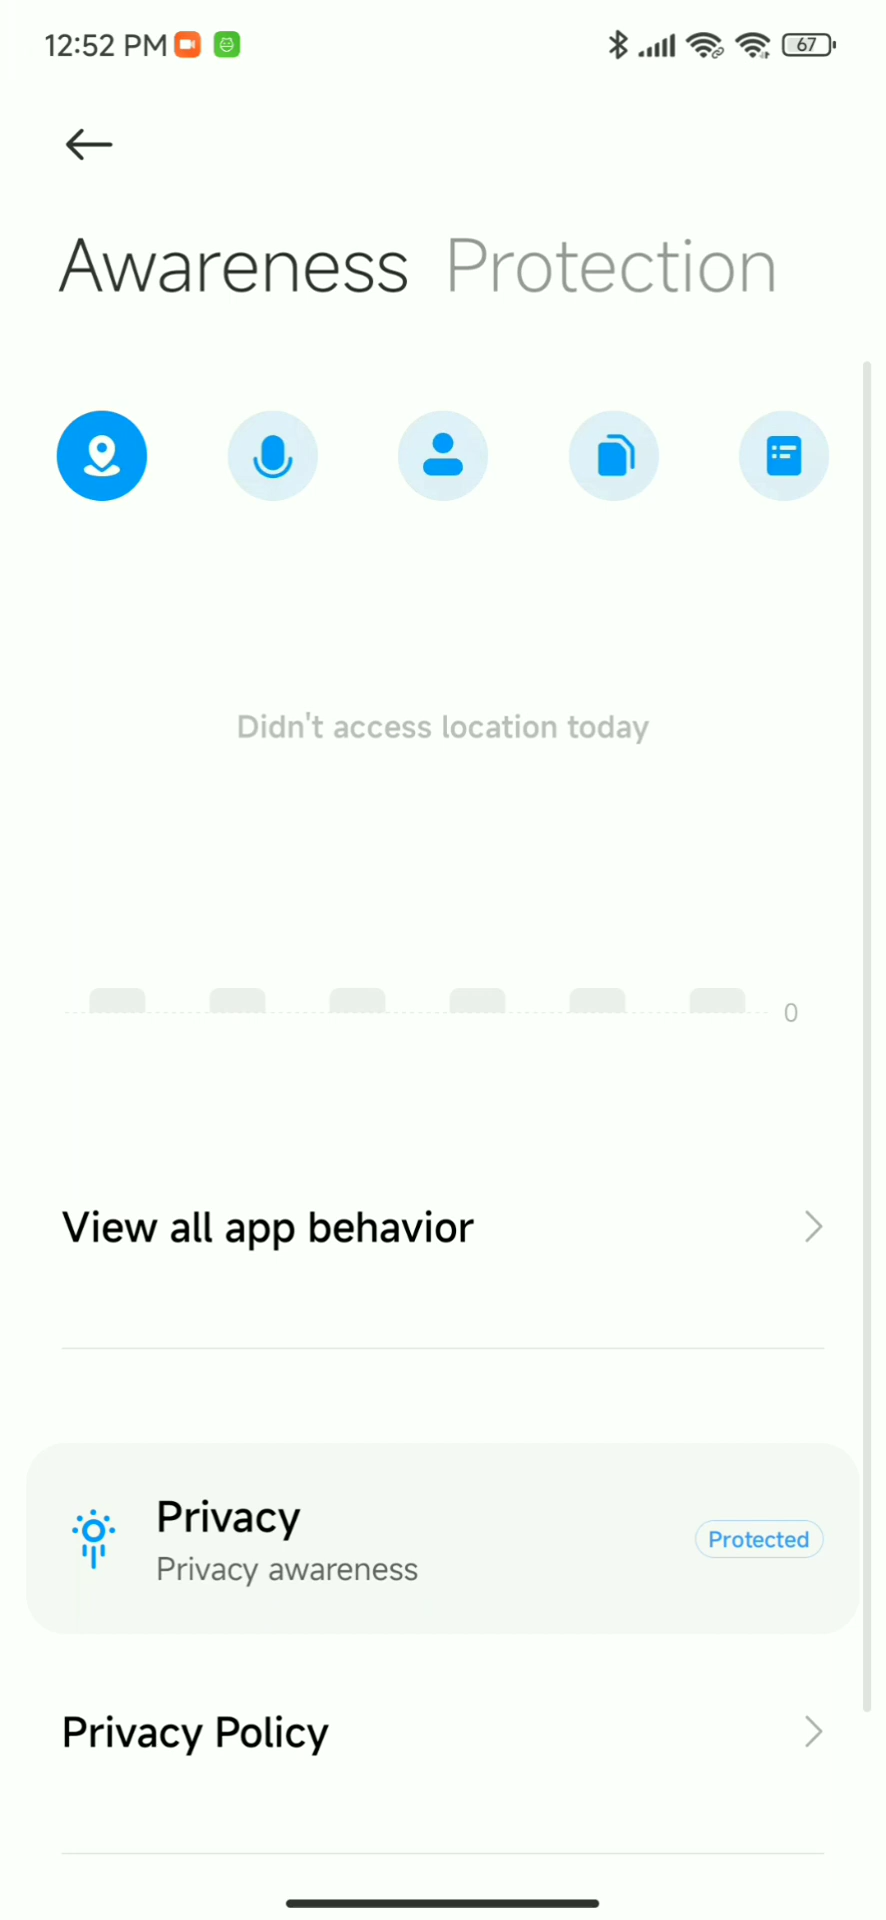 12:52 PM 67
Awareness Protection
Didn't access location today
0
View all app behavior
Privacy
Privacy awareness
Protected
Privacy Policy